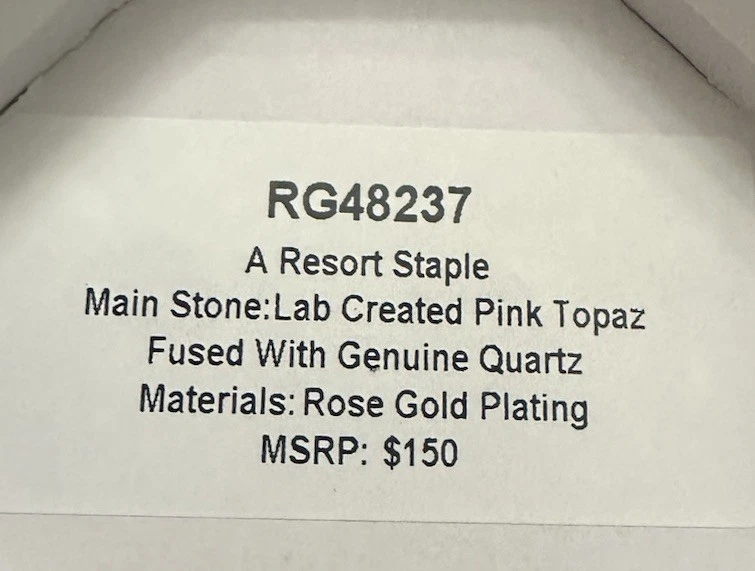 RG48237
A Resort Staple
Main Stone:Lab Created Pink Topaz
Fused With Genuine Quartz
Materials: Rose Gold Plating
MSRP: $150